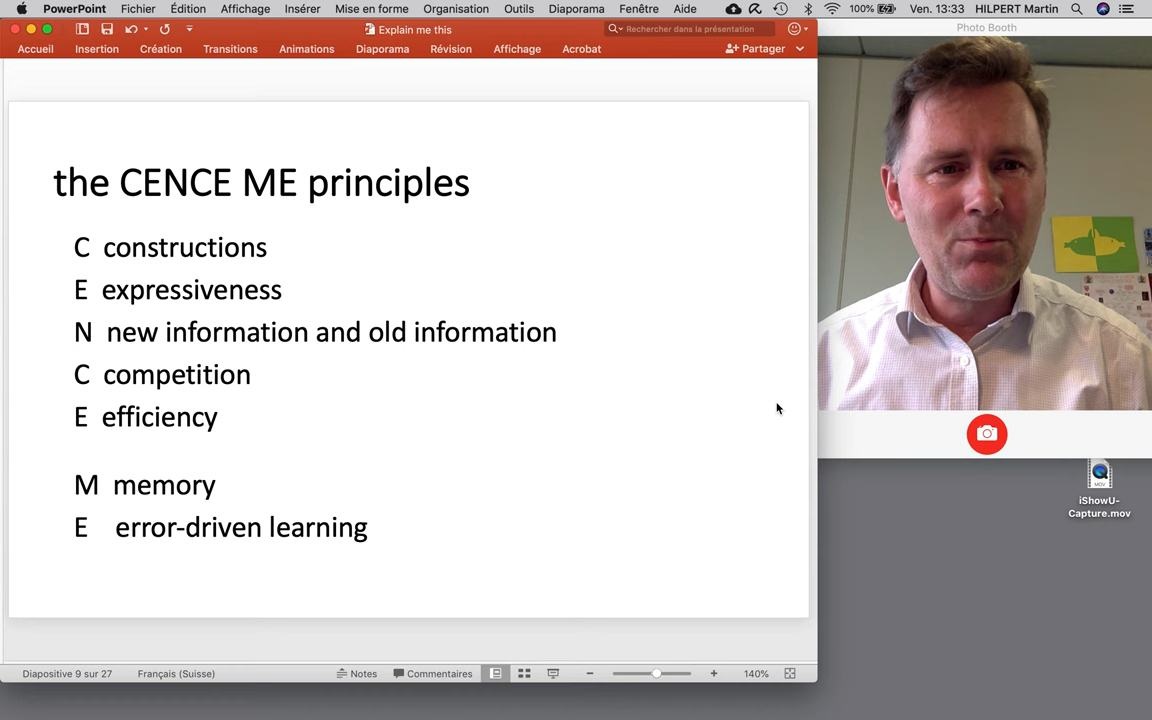 PowerPoint Fichier Édition Affichage Insérer Mise en forme Organisation Outils Diaporama Fenêtre Aide 100% Ven. 13:33 HILPERT Martin
Explain me this
Rechercher dans la présentation
Photo Booth
Accueil Insertion Création Transitions Animations Diaporama Révision Affichage Acrobat Partager
the CENCE ME principles
C constructions
E expressiveness
N new information and old information
C competition
E efficiency
M memory
E error-driven learning
MOV
iShowU-
Capture.mov
Diapositive 9 sur 27 Français (Suisse) Notes Commentaires 140%